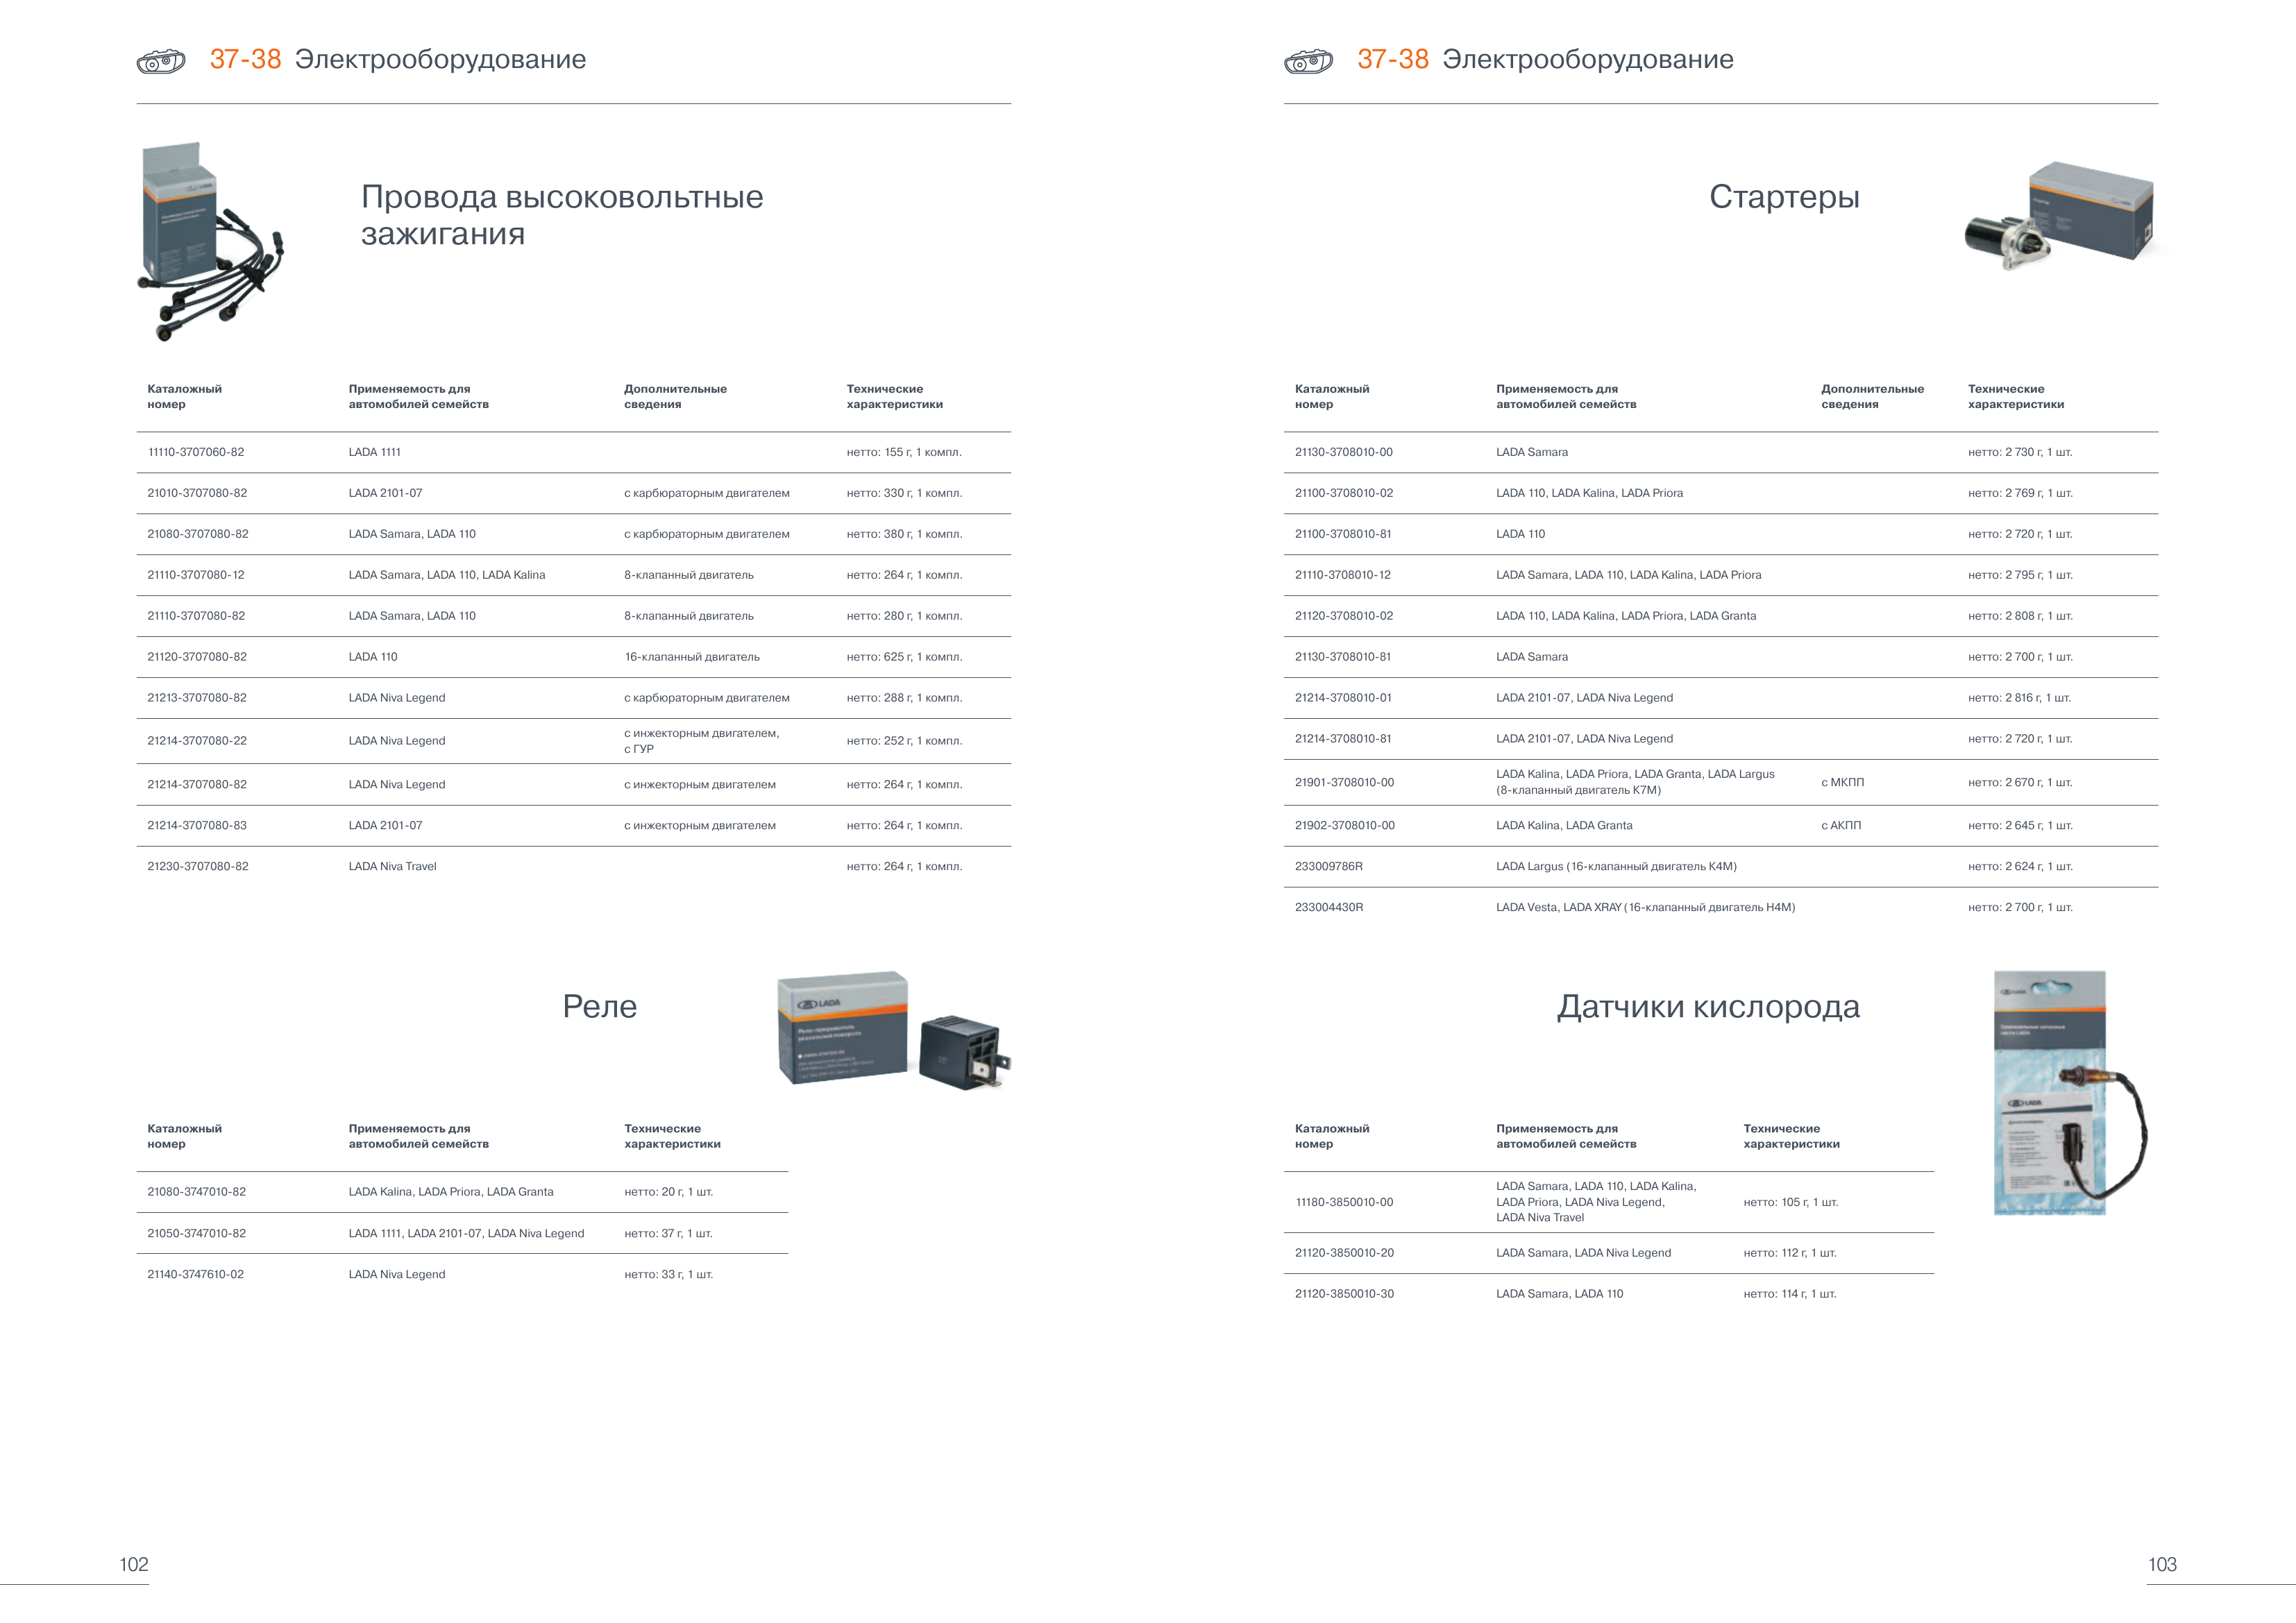 37-38 Электрооборудование
Провода высоковольтные
зажигания
Каталожный номер Применяемость для автомобилей семейств Дополнительные сведения Технические характеристики
11110-3707060-82 LADA 1111 нетто: 155 г, 1 компл.
21010-3707080-82 LADA 2101-07 с карбюраторным двигателем нетто: 330 г, 1 компл.
21080-3707080-82 LADA Samara, LADA 110 с карбюраторным двигателем нетто: 380 г, 1 компл.
21110-3707080-12 LADA Samara, LADA 110, LADA Kalina 8-клапанный двигатель нетто: 264 г, 1 компл.
21110-3707080-82 LADA Samara, LADA 110 8-клапанный двигатель нетто: 280 г, 1 компл.
21120-3707080-82 LADA 110 16-клапанный двигатель нетто: 625 г, 1 компл.
21213-3707080-82 LADA Niva Legend с карбюраторным двигателем нетто: 288 г, 1 компл.
21214-3707080-22 LADA Niva Legend с инжекторным двигателем, с ГУР нетто: 252 г, 1 компл.
21214-3707080-82 LADA Niva Legend с инжекторным двигателем нетто: 264 г, 1 компл.
21214-3707080-83 LADA 2101-07 с инжекторным двигателем нетто: 264 г, 1 компл.
21230-3707080-82 LADA Niva Travel нетто: 264 г, 1 компл.
Реле
LADA
Реле-прерыватель
указателей поворота
Каталожный номер Применяемость для автомобилей семейств Технические характеристики
21080-3747010-82 LADA Kalina, LADA Priora, LADA Granta нетто: 20 г, 1 шт.
21050-3747010-82 LADA 1111, LADA 2101-07, LADA Niva Legend нетто: 37 г, 1 шт.
21140-3747610-02 LADA Niva Legend нетто: 33 г, 1 шт.
102
37-38 Электрооборудование
Стартеры
Каталожный номер Применяемость для автомобилей семейств Дополнительные сведения Технические характеристики
21130-3708010-00 LADA Samara нетто: 2 730 г, 1 шт.
21100-3708010-02 LADA 110, LADA Kalina, LADA Priora нетто: 2 769 г, 1 шт.
21100-3708010-81 LADA 110 нетто: 2 720 г, 1 шт.
21110-3708010-12 LADA Samara, LADA 110, LADA Kalina, LADA Priora нетто: 2 795 г, 1 шт.
21120-3708010-02 LADA 110, LADA Kalina, LADA Priora, LADA Granta нетто: 2 808 г, 1 шт.
21130-3708010-81 LADA Samara нетто: 2 700 г, 1 шт.
21214-3708010-01 LADA 2101-07, LADA Niva Legend нетто: 2 816 г, 1 шт.
21214-3708010-81 LADA 2101-07, LADA Niva Legend нетто: 2 720 г, 1 шт.
21901-3708010-00 LADA Kalina, LADA Priora, LADA Granta, LADA Largus (8-клапанный двигатель K7M) с МКПП нетто: 2 670 г, 1 шт.
21902-3708010-00 LADA Kalina, LADA Granta с АКПП нетто: 2 645 г, 1 шт.
233009786R LADA Largus (16-клапанный двигатель K4M) нетто: 2 624 г, 1 шт.
233004430R LADA Vesta, LADA XRAY (16-клапанный двигатель H4M) нетто: 2 700 г, 1 шт.
Датчики кислорода
LADA
Каталожный номер Применяемость для автомобилей семейств Технические характеристики
11180-3850010-00 LADA Samara, LADA 110, LADA Kalina, LADA Priora, LADA Niva Legend, LADA Niva Travel нетто: 105 г, 1 шт.
21120-3850010-20 LADA Samara, LADA Niva Legend нетто: 112 г, 1 шт.
21120-3850010-30 LADA Samara, LADA 110 нетто: 114 г, 1 шт.
103